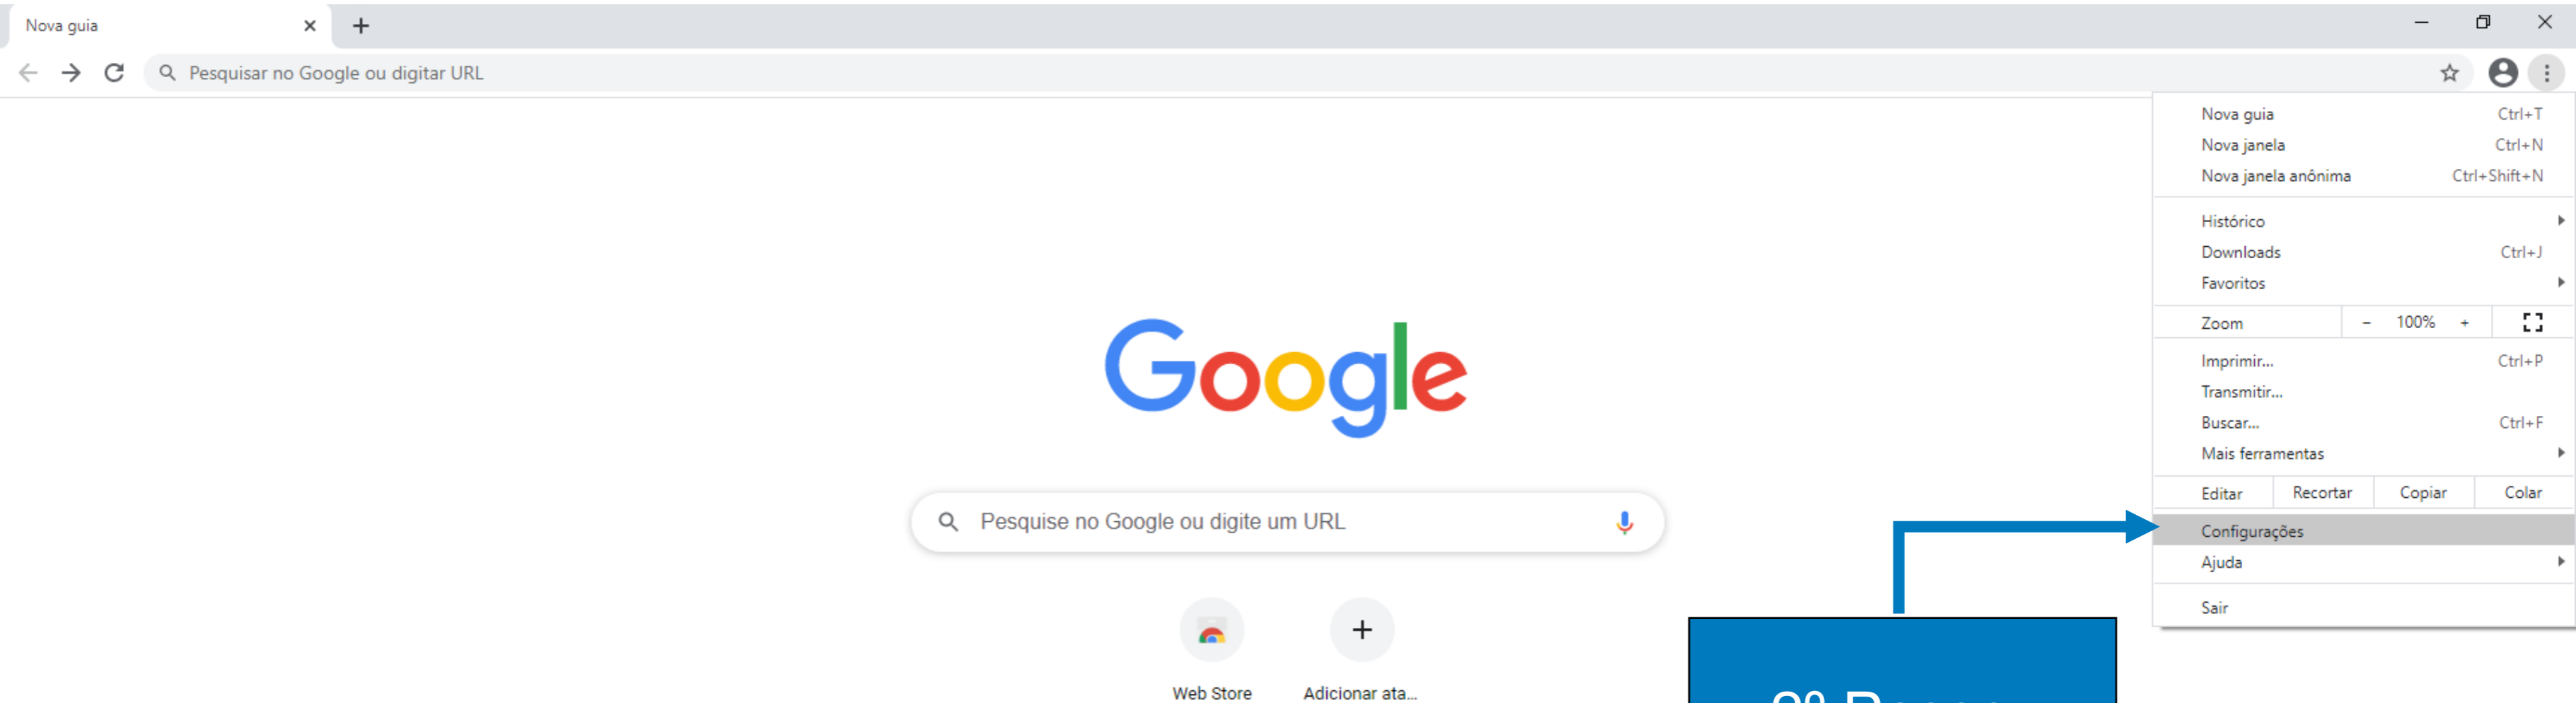 Nova guia
Pesquisar no Google ou digitar URL
Nova guia Ctrl+T
Nova janela Ctrl+N
Nova janela anônima Ctrl+Shift+N
Histórico
Downloads Ctrl+J
Favoritos
Zoom - 100% +
Imprimir... Ctrl+P
Transmitir...
Buscar... Ctrl+F
Mais ferramentas
Editar Recortar Copiar Colar
Configurações
Ajuda
Sair
Google
Pesquise no Google ou digite um URL
Web Store Adicionar ata...